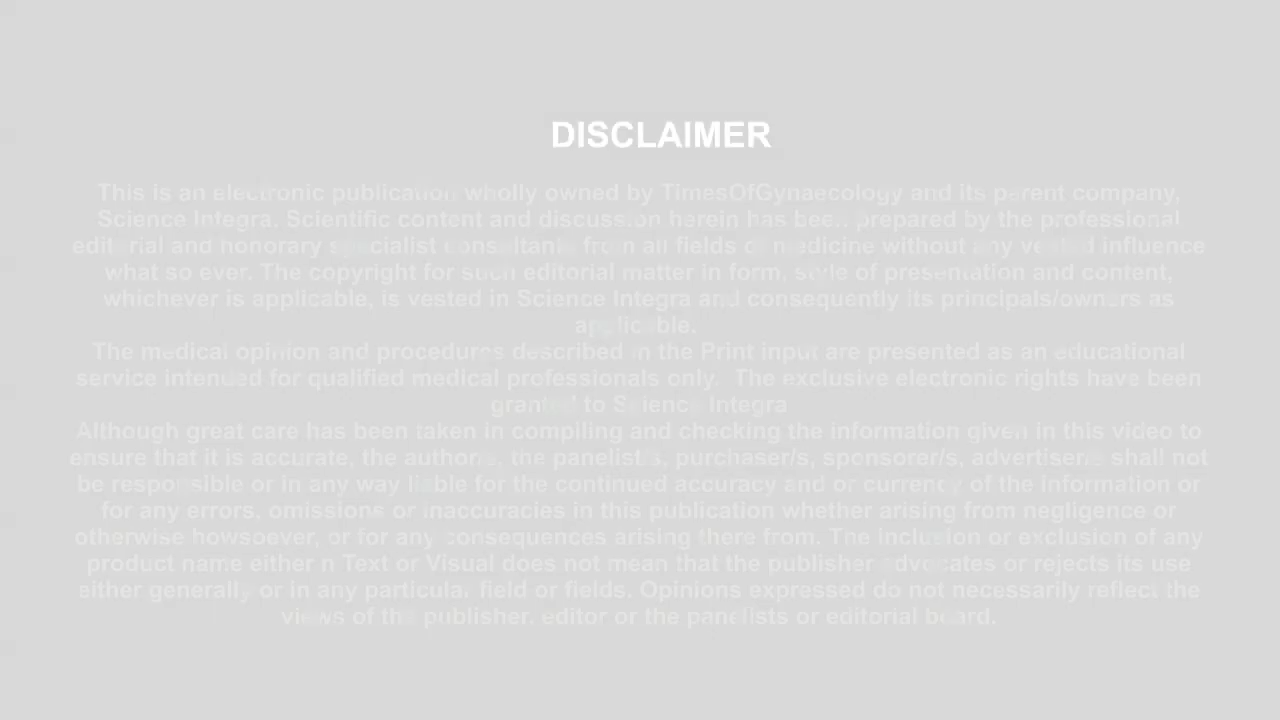 DISCLAIMER
This is an electronic publication wholly owned by TimesOfGynaecology and its parent company,
Science Integra. Scientific content and discussion herein has been prepared by the professional
editorial and honorary specialist consultants from all fields of medicine without any vested influence
what so ever. The copyright for such editorial matter in form, style of presentation and content,
whichever is applicable, is vested in Science Integra and consequently its principals/owners as
applicable.
The medical opinion and procedures described in the Print input are presented as an educational
service intended for qualified medical professionals only.  The exclusive electronic rights have been
granted to Science Integra
Although great care has been taken in compiling and checking the information given in this video to
ensure that it is accurate, the authors, the panelist/s, purchaser/s, sponsorer/s, advertisers shall not
be responsible or in any way liable for the continued accuracy and or currency of the information or
for any errors, omissions or inaccuracies in this publication whether arising from negligence or
otherwise howsoever, or for any consequences arising there from. The inclusion or exclusion of any
product name either n Text or Visual does not mean that the publisher advocates or rejects its use
either generally or in any particular field or fields. Opinions expressed do not necessarily reflect the
views of the publisher, editor or the panelists or editorial board.